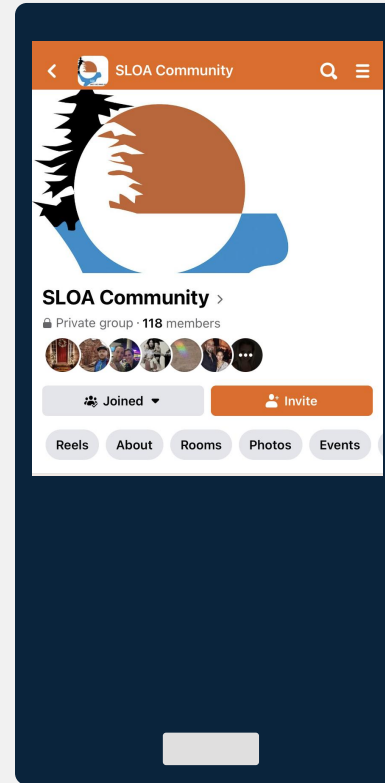 SLOA Community
SLOA Community >
Private group · 118 members
Joined
Invite
Reels About Rooms Photos Events